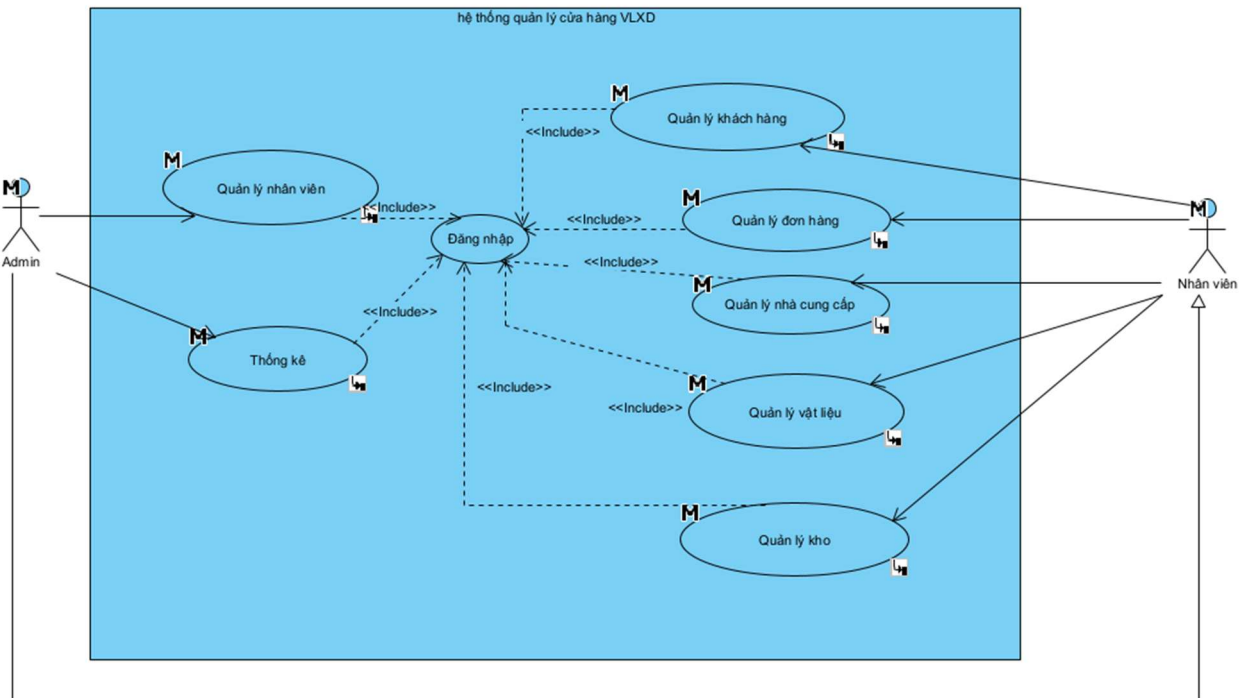 hệ thống quản lý cửa hàng VLXD
Quản lý khách hàng
<<Include>>
Quản lý nhân viên
<<Include>>
Quản lý đơn hàng
<<Include>>
Đăng nhập
Admin
<<Include>>
Nhân viên
Quản lý nhà cung cấp
<<Include>>
Thống kê
<<Include>>
<<Include>>
Quản lý vật liệu
Quản lý kho
M
M
M
M
M
M
M
M
M